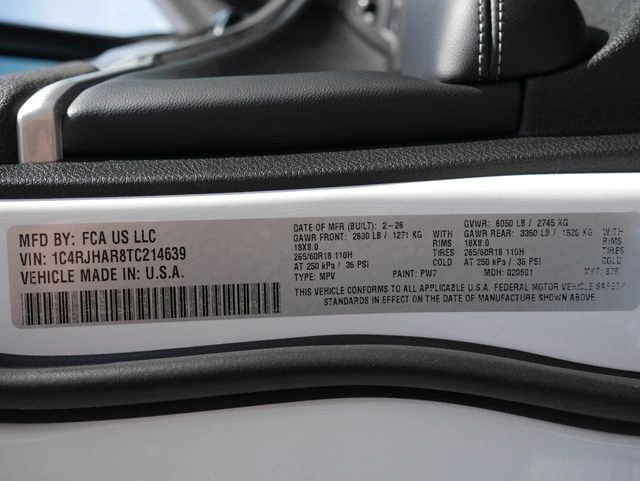 MFD BY: FCA US LLC
VIN: 1C4RJHAR8TC214639
VEHICLE MADE IN U.S.A.
DATE OF MFR (BUILT): 2-26 GVWR: 6050 LB / 2745 KG
GAWR FRONT: 2800 LB / 1271 KG WITH GAWR REAR: 3350 LB / 1520 KG WITH
18X8.0 RIMS 18X8.0 RIMS
265/60R18 110H TIRES 265/60R18 110H TIRES
AT 250 kPa / 36 PSI COLD AT 250 kPa / 36 PSI COLD
TYPE: MPV PAINT: PW7 MDH: 020601 MKT: 875
THIS VEHICLE CONFORMS TO ALL APPLICABLE U.S.A. FEDERAL MOTOR VEHICLE SAFETY
STANDARDS IN EFFECT ON THE DATE OF MANUFACTURE SHOWN ABOVE.